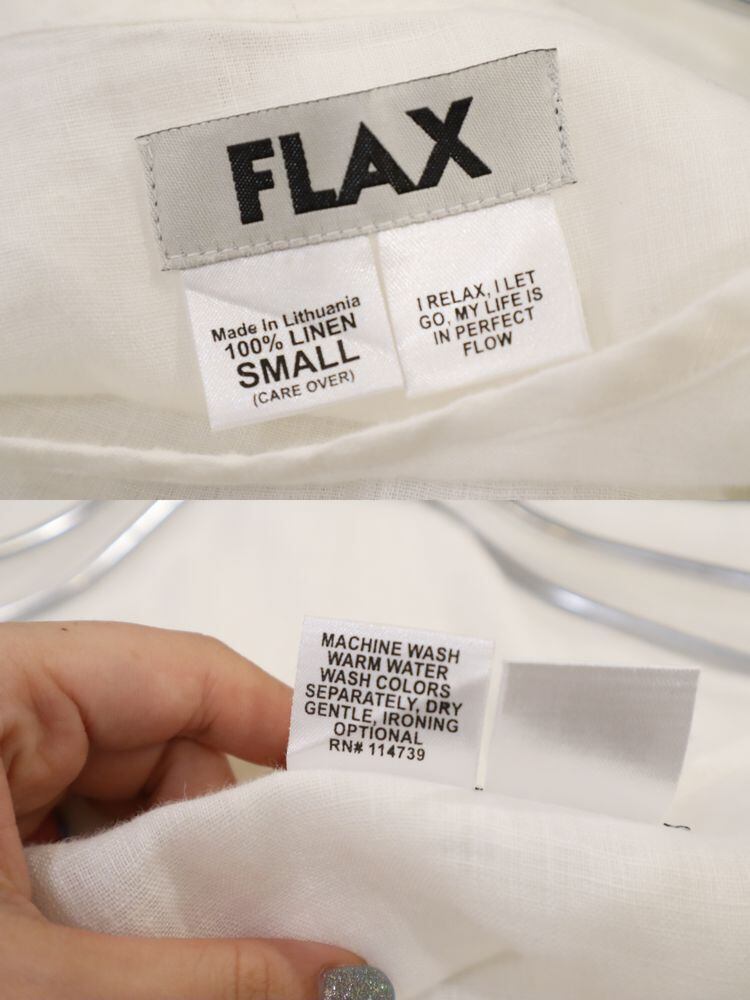 FLAX
Made in Lithuania
100% LINEN
SMALL
(CARE OVER)
I RELAX, I LET
GO, MY LIFE IS
IN PERFECT
FLOW
MACHINE WASH
WARM WATER
WASH COLORS
SEPARATELY, DRY
GENTLE, IRONING
OPTIONAL
RN# 114739